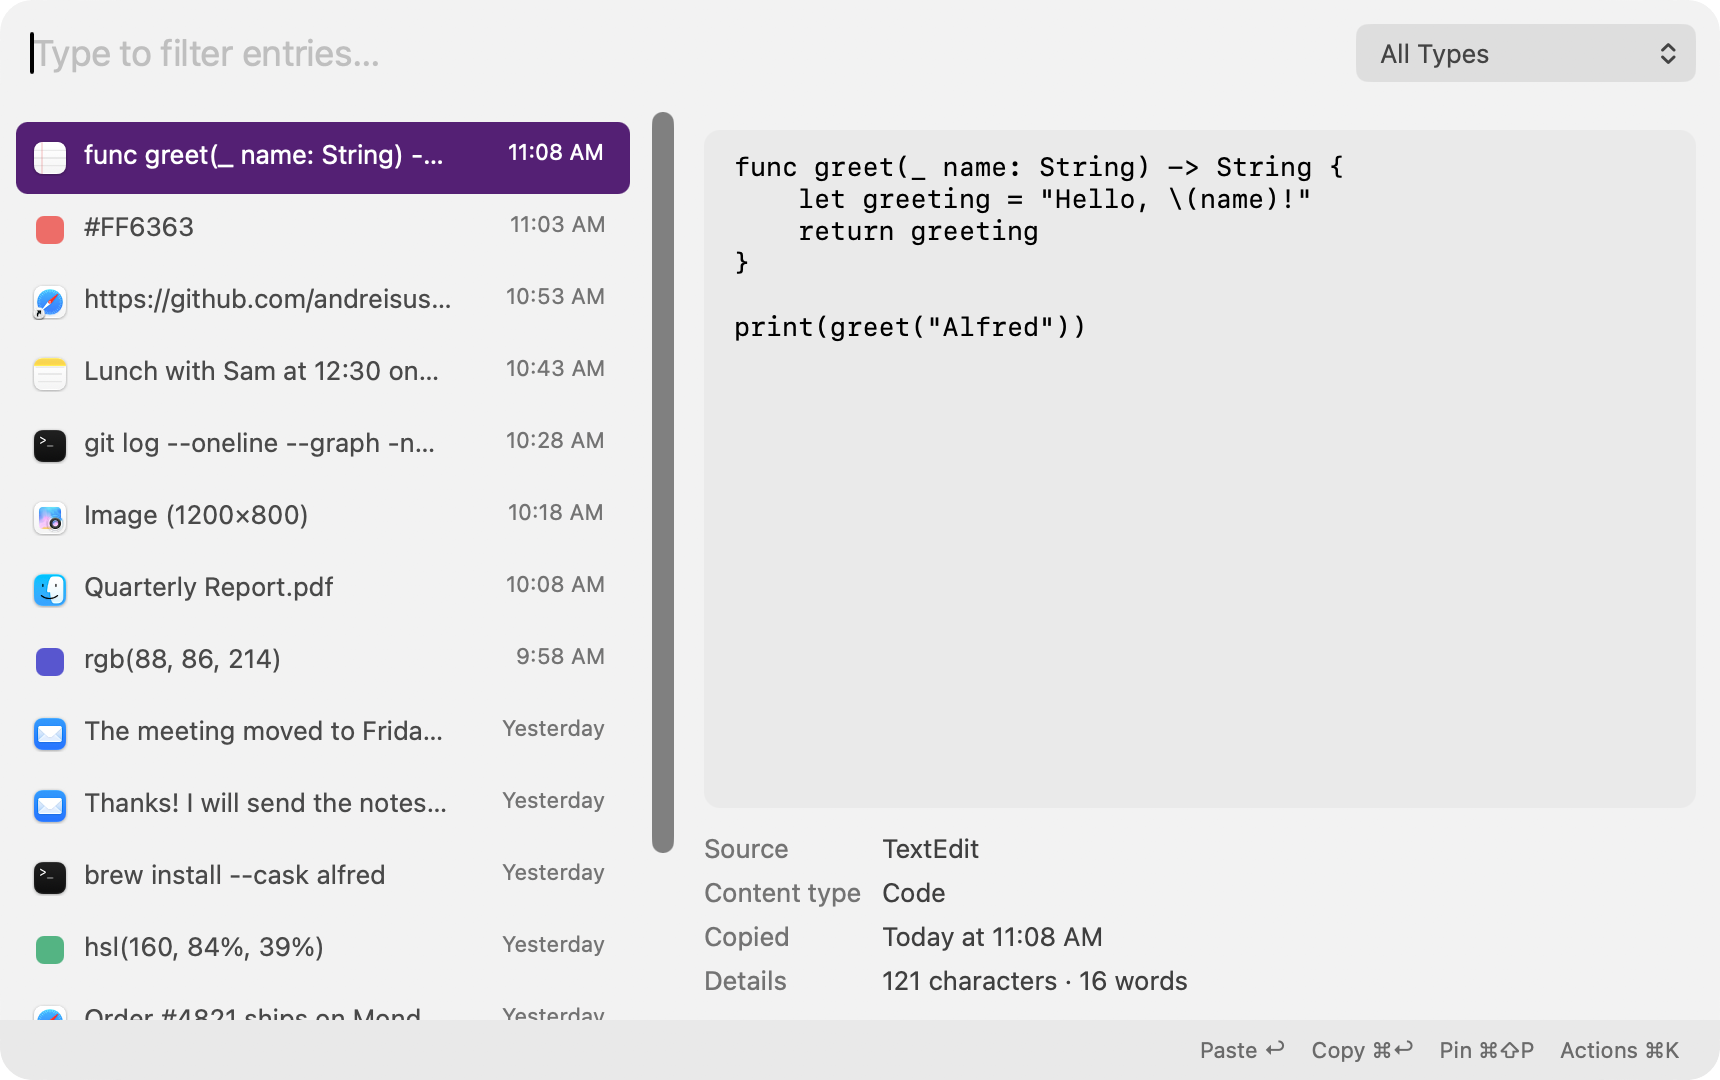 Type to filter entries...
All Types
func greet(_ name: String) -...
11:08 AM
#FF6363
11:03 AM
https://github.com/andreisus...
10:53 AM
Lunch with Sam at 12:30 on...
10:43 AM
git log --oneline --graph -n...
10:28 AM
Image (1200×800)
10:18 AM
Quarterly Report.pdf
10:08 AM
rgb(88, 86, 214)
9:58 AM
The meeting moved to Frida...
Yesterday
Thanks! I will send the notes...
Yesterday
brew install --cask alfred
Yesterday
hsl(160, 84%, 39%)
Yesterday
Order #4821 ships on Mond
Yesterday
func greet(_ name: String) -> String {
    let greeting = "Hello, \(name)!"
    return greeting
}
print(greet("Alfred"))
Source TextEdit
Content type Code
Copied Today at 11:08 AM
Details 121 characters · 16 words
Paste ↩ Copy ⌘↩ Pin ⌘⇧P Actions ⌘K